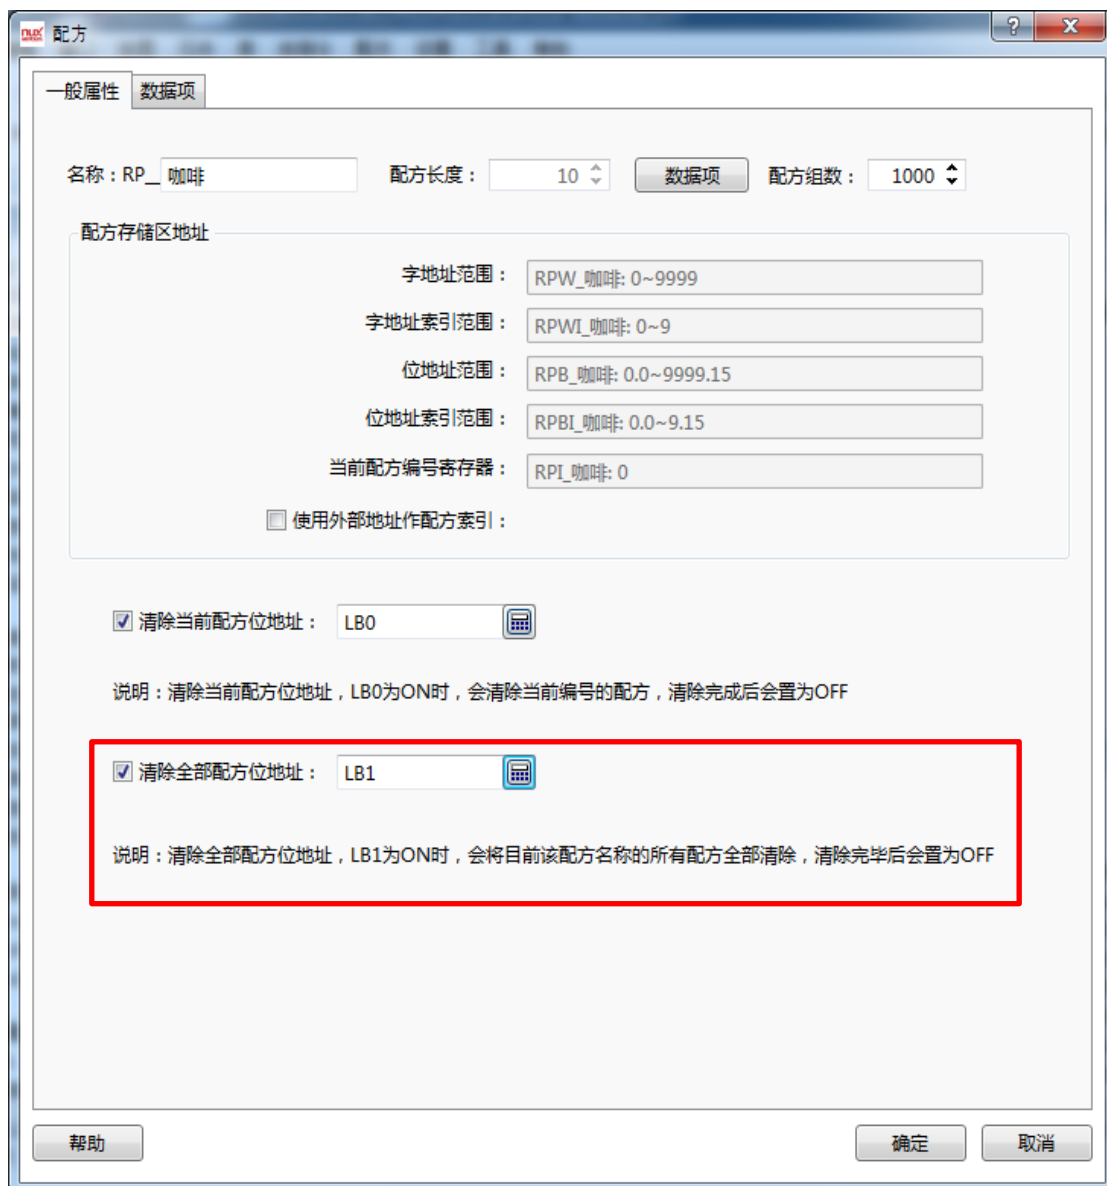 配方
一般属性 数据项
名称：RP__ 咖啡 配方长度： 10 数据项 配方组数： 1000
配方存储区地址
字地址范围： RPW_咖啡: 0~9999
字地址索引范围： RPWI_咖啡: 0~9
位地址范围： RPB_咖啡: 0.0~9999.15
位地址索引范围： RPBI_咖啡: 0.0~9.15
当前配方编号寄存器： RPI_咖啡: 0
使用外部地址作配方索引：
清除当前配方位地址： LB0
说明：清除当前配方位地址，LB0为ON时，会清除当前编号的配方，清除完成后会置为OFF
清除全部配方位地址： LB1
说明：清除全部配方位地址，LB1为ON时，会将目前该配方名称的所有配方全部清除，清除完毕后会置为OFF
帮助 确定 取消